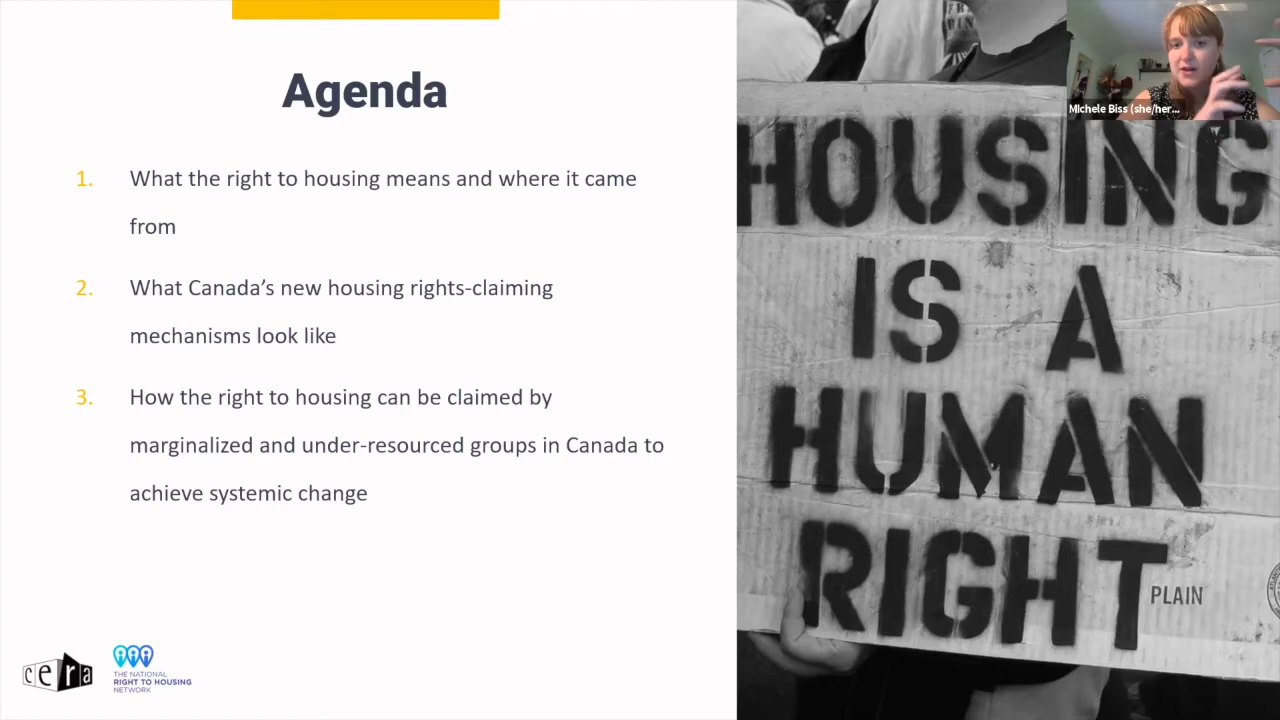 Agenda
1. What the right to housing means and where it came
from
2. What Canada's new housing rights-claiming
mechanisms look like
3. How the right to housing can be claimed by
marginalized and under-resourced groups in Canada to
achieve systemic change
cera
THE NATIONAL
RIGHT TO HOUSING
NETWORK
MIchele Biss (she/her...
HOUSING
IS A
HUMAN
RIGHT
PLAIN